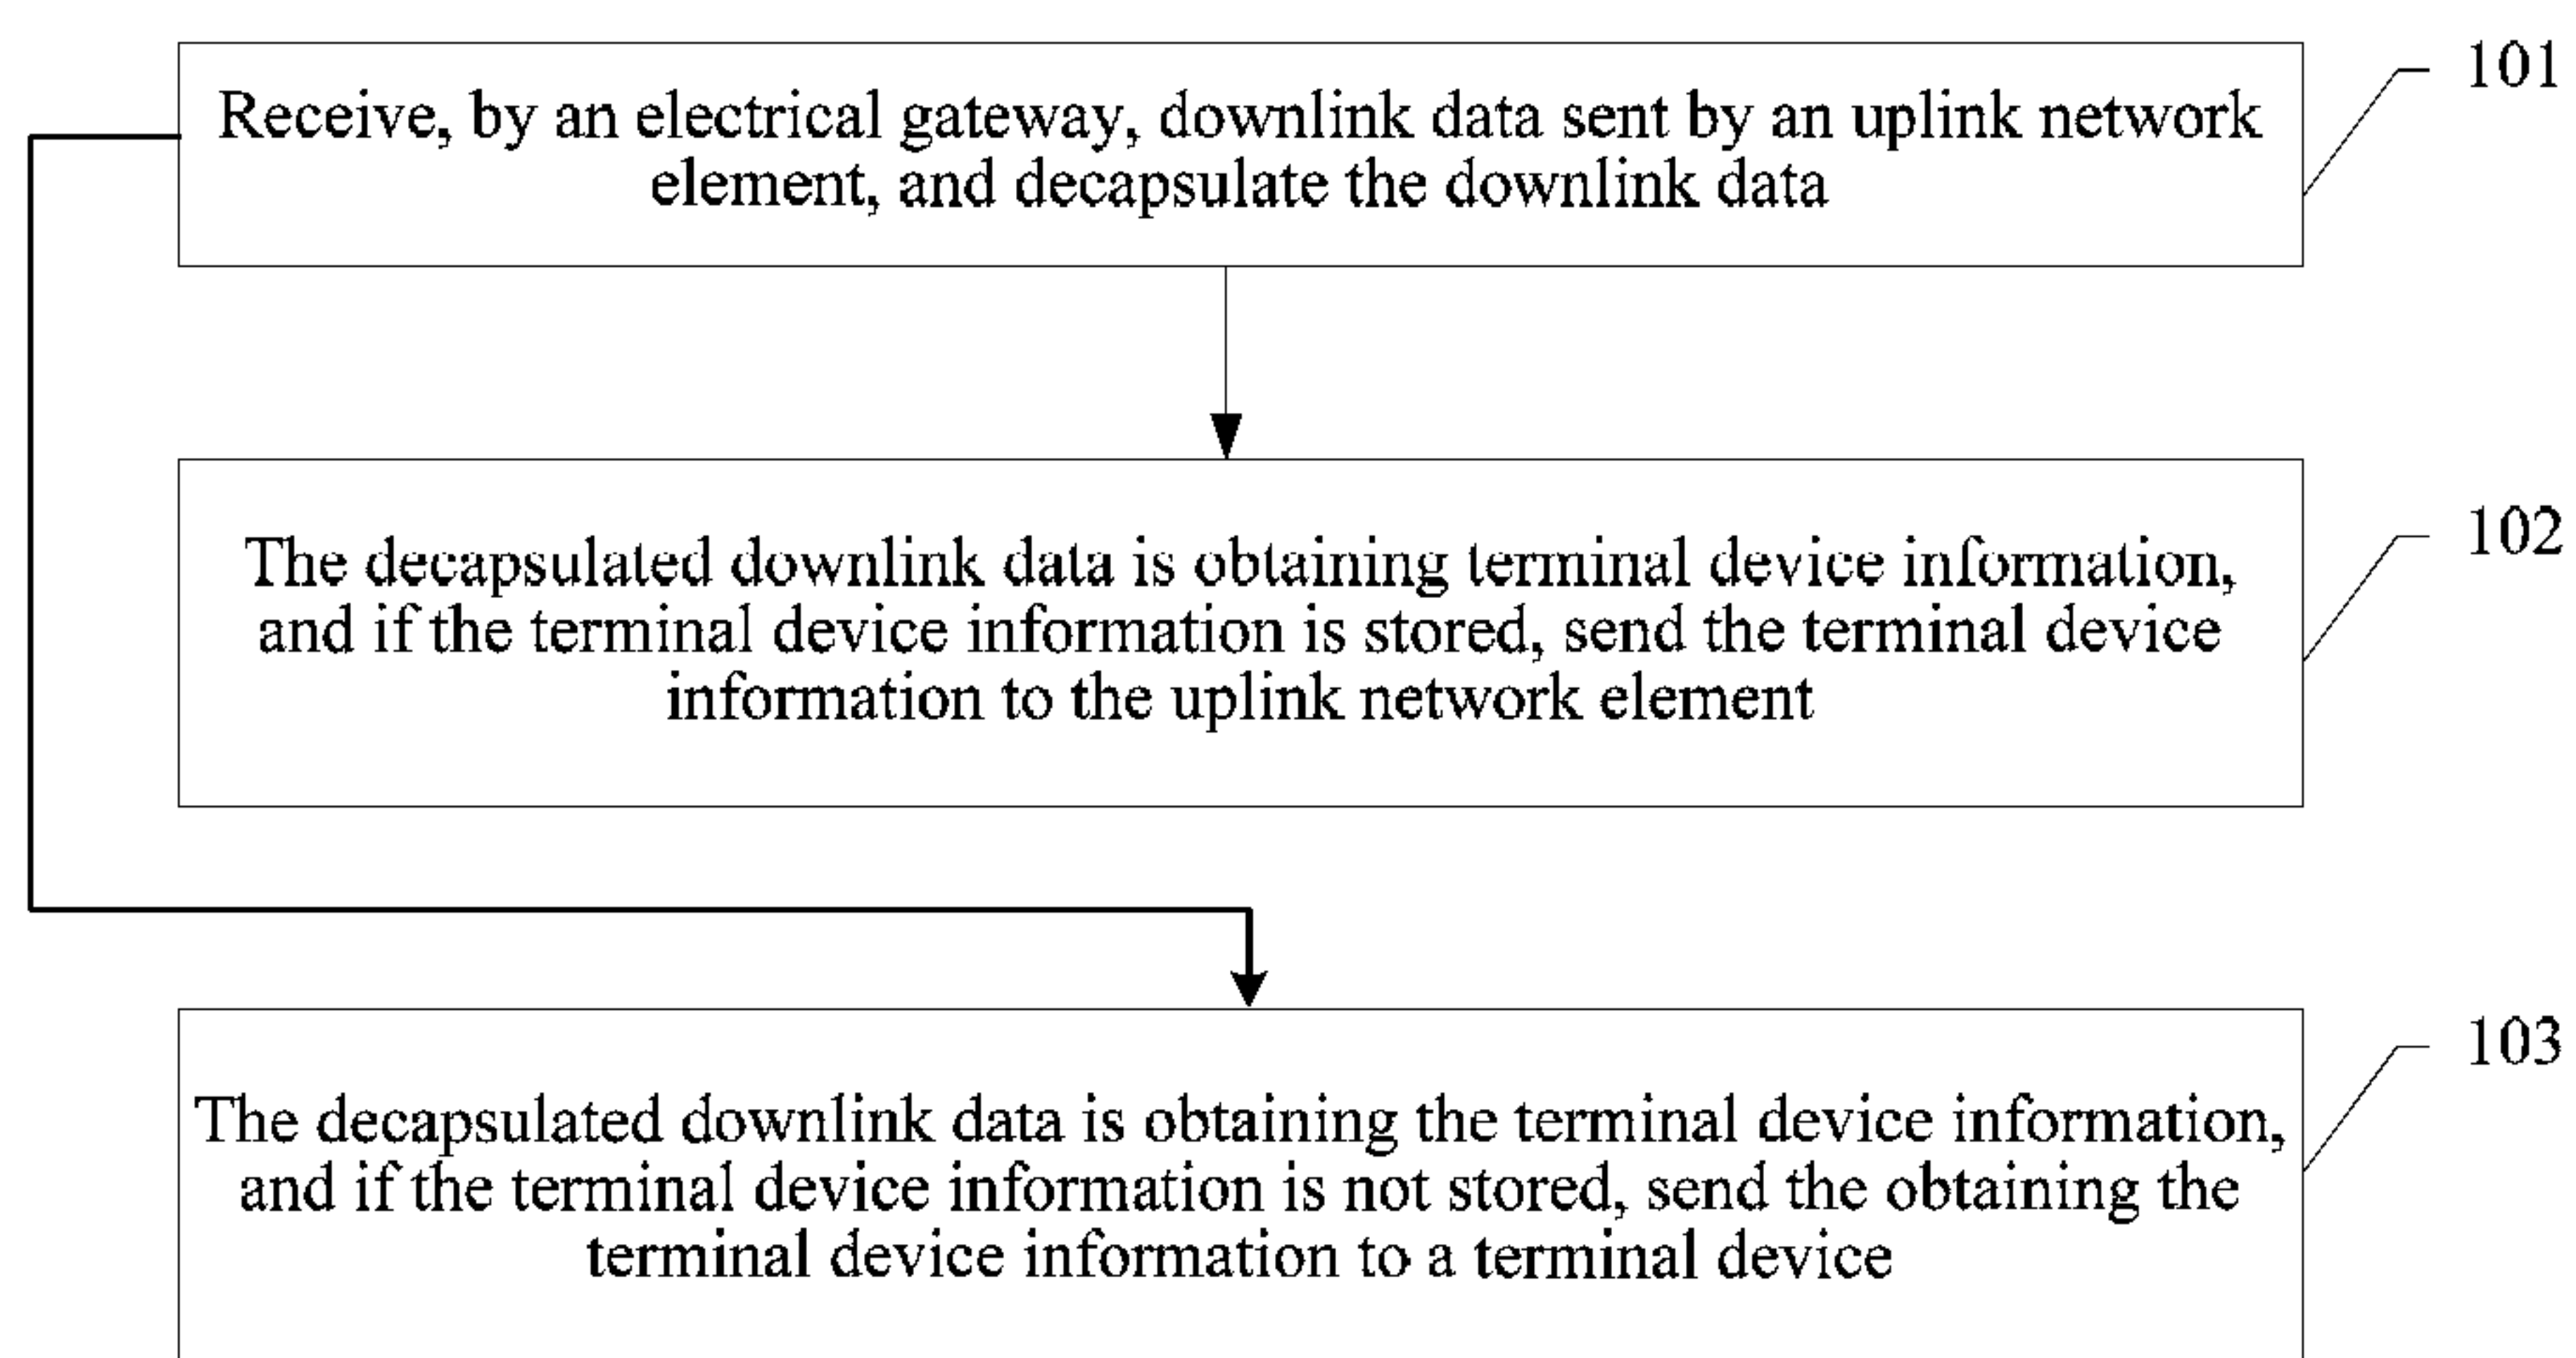 101
Receive, by an electrical gateway, downlink data sent by an uplink network
element, and decapsulate the downlink data
102
The decapsulated downlink data is obtaining terminal device information,
and if the terminal device information is stored, send the terminal device
information to the uplink network element
103
The decapsulated downlink data is obtaining the terminal device information,
and if the terminal device information is not stored, send the obtaining the
terminal device information to a terminal device